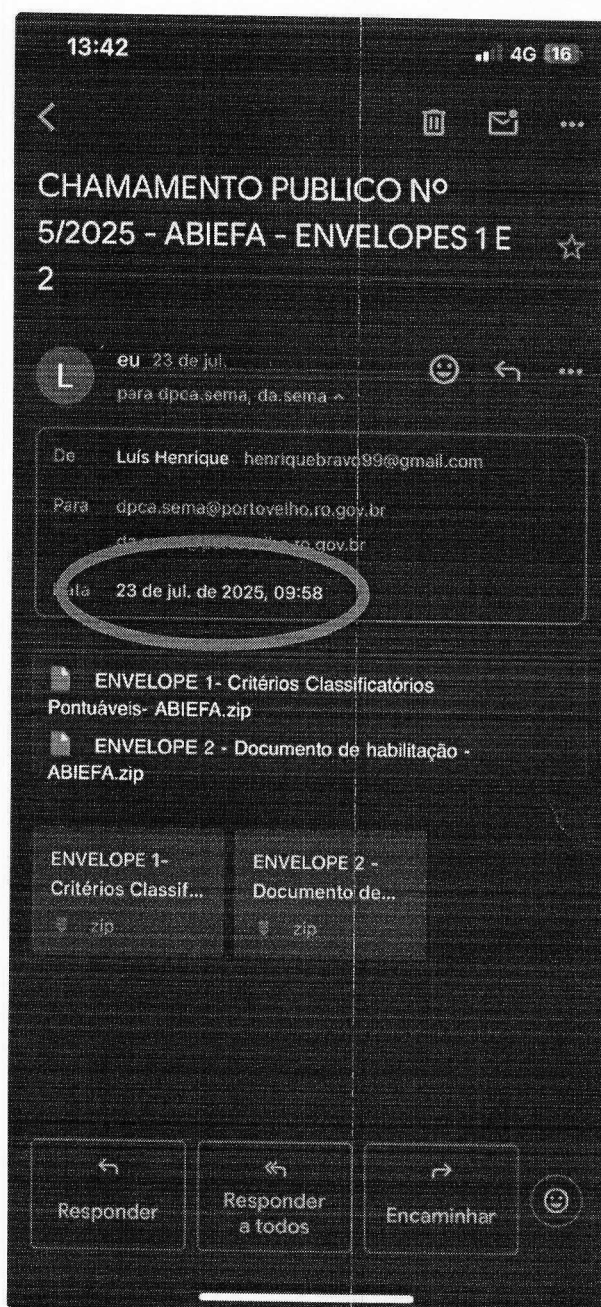 13:42
4G 16
CHAMAMENTO PUBLICO Nº
5/2025 - ABIEFA - ENVELOPES 1 E
2
L
eu 23 de jul.
para dpca.sema, da.sema
De Luís Henrique henriquebravo99@gmail.com
Para dpca.sema@portovelho.ro.gov.br
23 de jul. de 2025, 09:58
ENVELOPE 1- Critérios Classificatórios
Pontuáveis- ABIEFA.zip
ENVELOPE 2 - Documento de habilitação -
ABIEFA.zip
ENVELOPE 1-
Critérios Classif...
zip
ENVELOPE 2 -
Documento de...
zip
Responder
Responder
a todos
Encaminhar